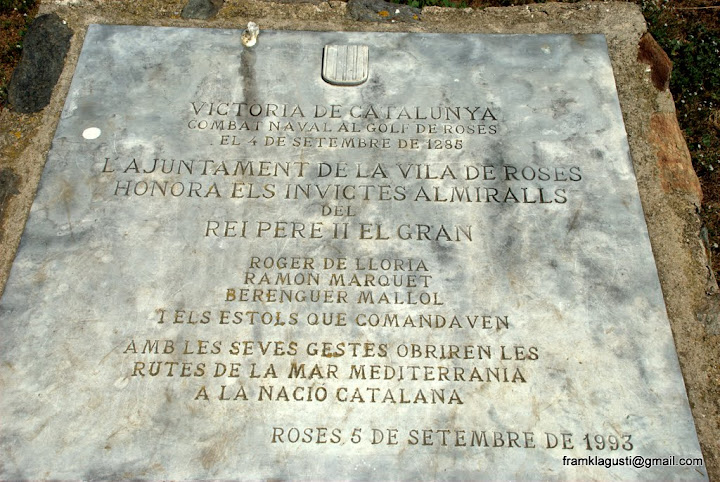 VICTORIA DE CATALUNYA
COMBAT NAVAL AL GOLF DE ROSES
EL 4 DE SETEMBRE DE 1285
L'AJUNTAMENT DE LA VILA DE ROSES
HONORA ELS INVICTES ALMIRALLS
DEL
REI PERE II EL GRAN
ROGER DE LLORIA
RAMON MARQUET
BERENGUER MALLOL
I ELS ESTOLS QUE COMANDAVEN
AMB LES SEVES GESTES OBRIREN LES
RUTES DE LA MAR MEDITERRANIA
A LA NACIÓ CATALANA
ROSES 5 DE SETEMBRE DE 1993
framklagusti@gmail.com